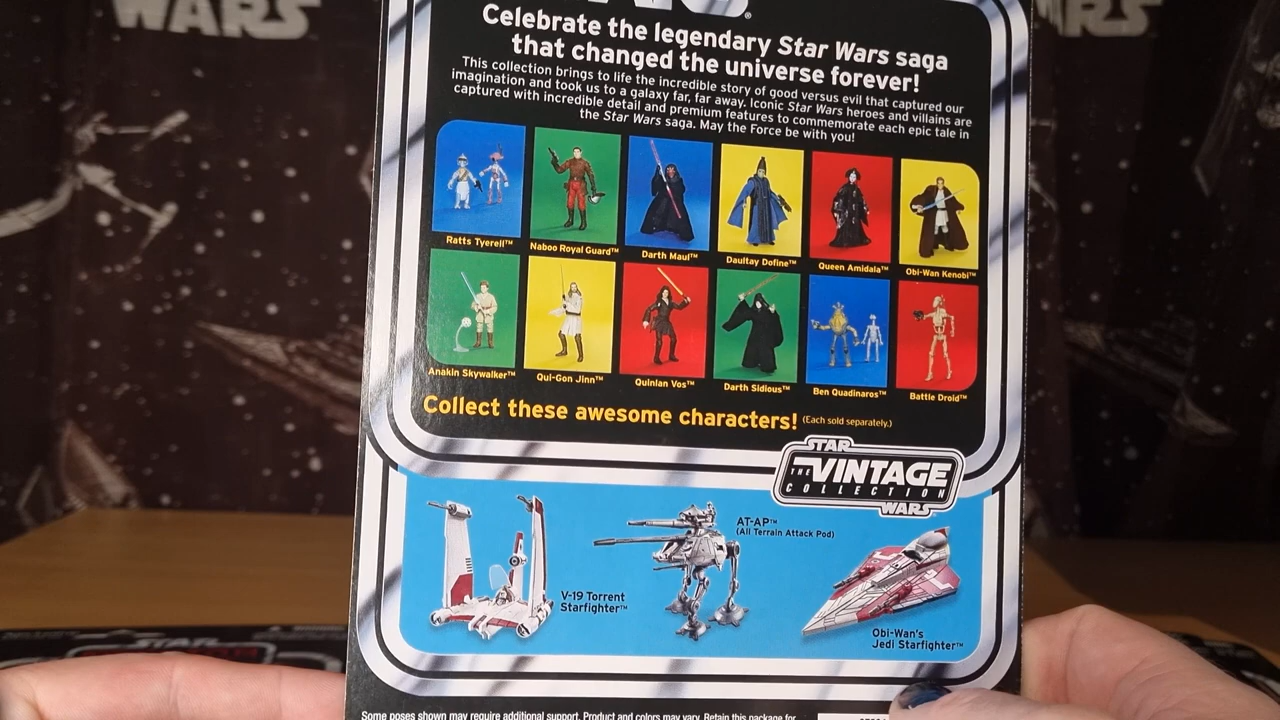 WARS
Celebrate the legendary Star Wars saga
that changed the universe forever!
This collection brings to life the incredible story of good versus evil that captured our
imagination and took us to a galaxy far, far away. Iconic Star Wars heroes and villains are
captured with incredible detail and premium features to commemorate each epic tale in
the Star Wars saga. May the Force be with you!
Ratts Tyerell™
Naboo Royal Guard™
Darth Maul™
Daultay Dofine™
Queen Amidala™
Obi-Wan Kenobi™
Anakin Skywalker™
Qui-Gon Jinn™
Quinlan Vos™
Darth Sidious™
Ben Quadinaros™
Battle Droid™
Collect these awesome characters! (Each sold separately.)
STAR
THE VINTAGE
COLLECTION
WARS
V-19 Torrent
Starfighter™
AT-AP™
(All Terrain Attack Pod)
Obi-Wan's
Jedi Starfighter™
Some poses shown may require additional support. Product and colors may vary. Retain this package for